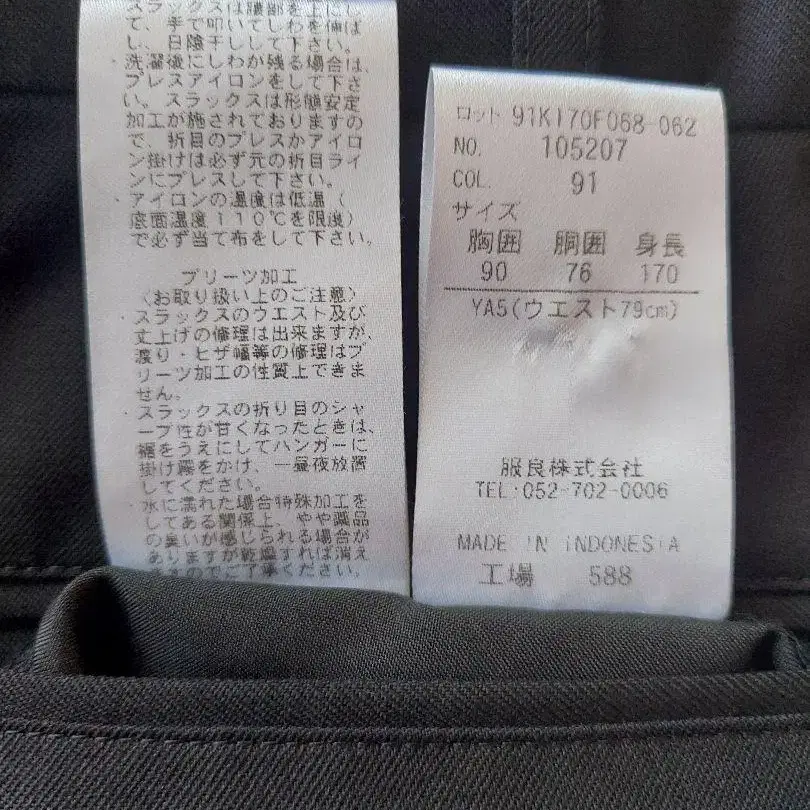 スラックスは腰部を上にし
て、手で叩いてしわを伸ば
し、日陰干しして下さい。
・洗濯後にしわが残る場合は、
プレスアイロンをして下さ
い。スラックスは形態安定
加工が施されておりますの
で、折目のプレスかアイロ
ン掛けは必ず元の折目ライ
ンにプレスして下さい。
・アイロンの温度は低温（
底面温度110℃を限度）
で必ず当て布をして下さい。
プリーツ加工
（お取り扱い上のご注意）
・スラックスのウエスト及び
丈上げの修理は出来ますが、
渡り・ヒザ幅等の修理はプ
リーツ加工の性質上できま
せん。
・スラックスの折り目のシャ
ープ性が甘くなったときは、
裾をうえにしてハンガーに
掛け霧をかけ、一昼夜放置
してください。
・水に濡れた場合特殊加工を
してある関係上、やや薬品
の臭いが感じられる場合が
ありますが乾燥すれば消え
ますのでご了承ください。
ロット 91KI70F068-062
NO. 105207
COL. 91
サイズ
胸囲 胴囲 身長
90 76 170
YA5(ウエスト79cm)
服良株式会社
TEL:052-702-0006
MADE IN INDONESIA
工場 588